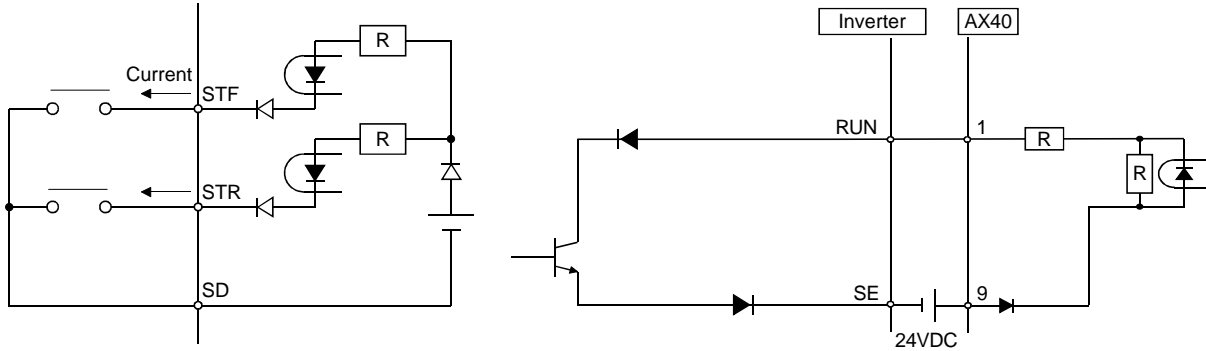 R
Current
STF
R
STR
SD
Inverter
AX40
RUN
1
R
R
SE
9
24VDC